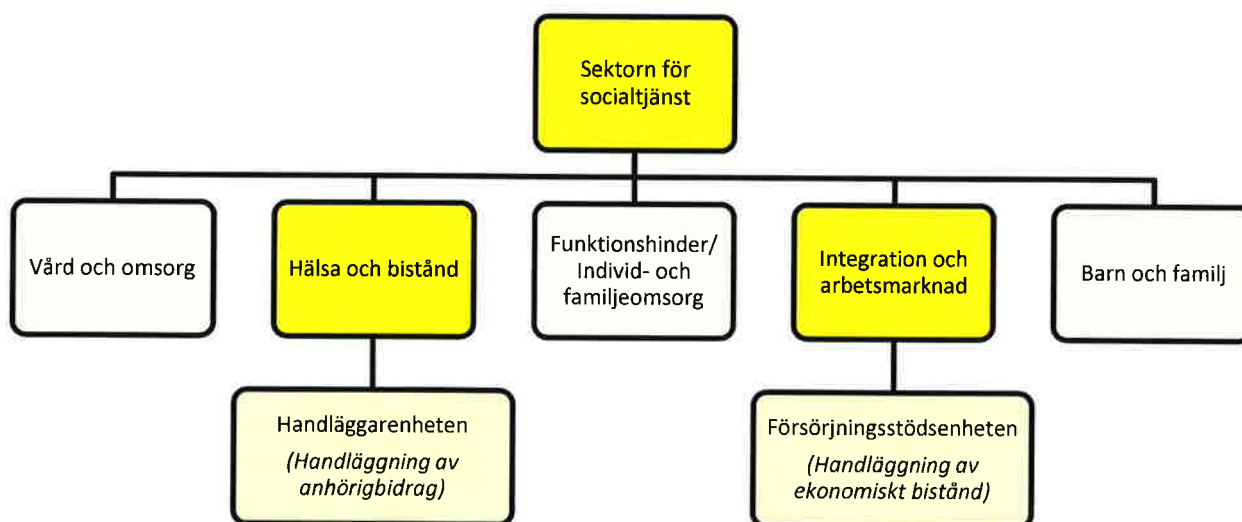 Sektorn för
socialtjänst
Vård och omsorg
Hälsa och bistånd
Funktionshinder/
Individ- och
familjeomsorg
Integration och
arbetsmarknad
Barn och familj
Handläggarenheten
(Handläggning av
anhörigbidrag)
Försörjningsstödsenheten
(Handläggning av
ekonomiskt bistånd)